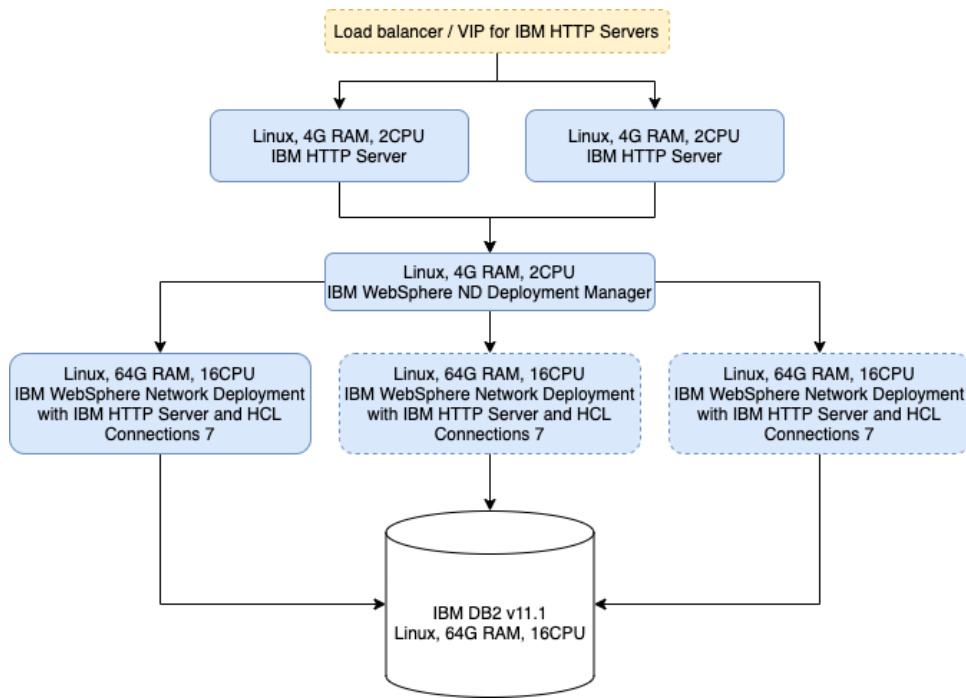 Load balancer / VIP for IBM HTTP Servers
Linux, 4G RAM, 2CPU
IBM HTTP Server
Linux, 4G RAM, 2CPU
IBM HTTP Server
Linux, 4G RAM, 2CPU
IBM WebSphere ND Deployment Manager
Linux, 64G RAM, 16CPU
IBM WebSphere Network Deployment
with IBM HTTP Server and HCL
Connections 7
Linux, 64G RAM, 16CPU
IBM WebSphere Network Deployment
with IBM HTTP Server and HCL
Connections 7
Linux, 64G RAM, 16CPU
IBM WebSphere Network Deployment
with IBM HTTP Server and HCL
Connections 7
IBM DB2 v11.1
Linux, 64G RAM, 16CPU